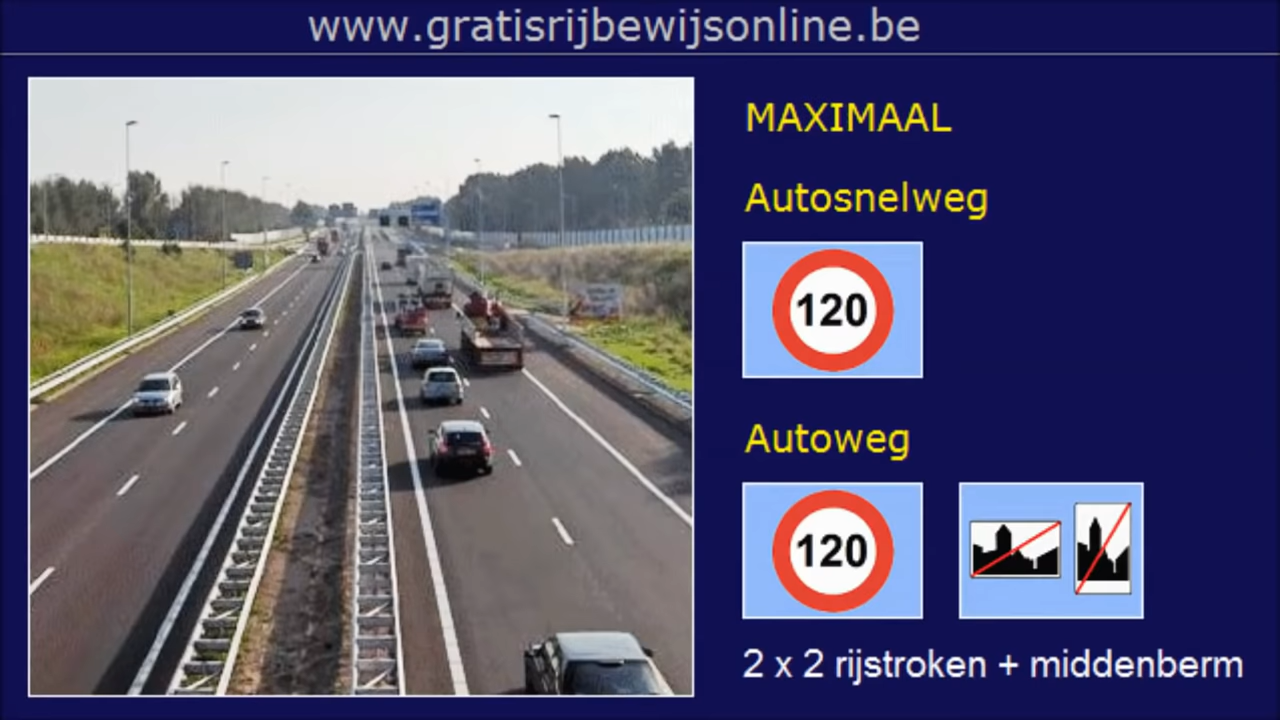 www.gratisrijbewijsonline.be
MAXIMAAL
Autosnelweg
120
Autoweg
120
2 x 2 rijstroken + middenberm